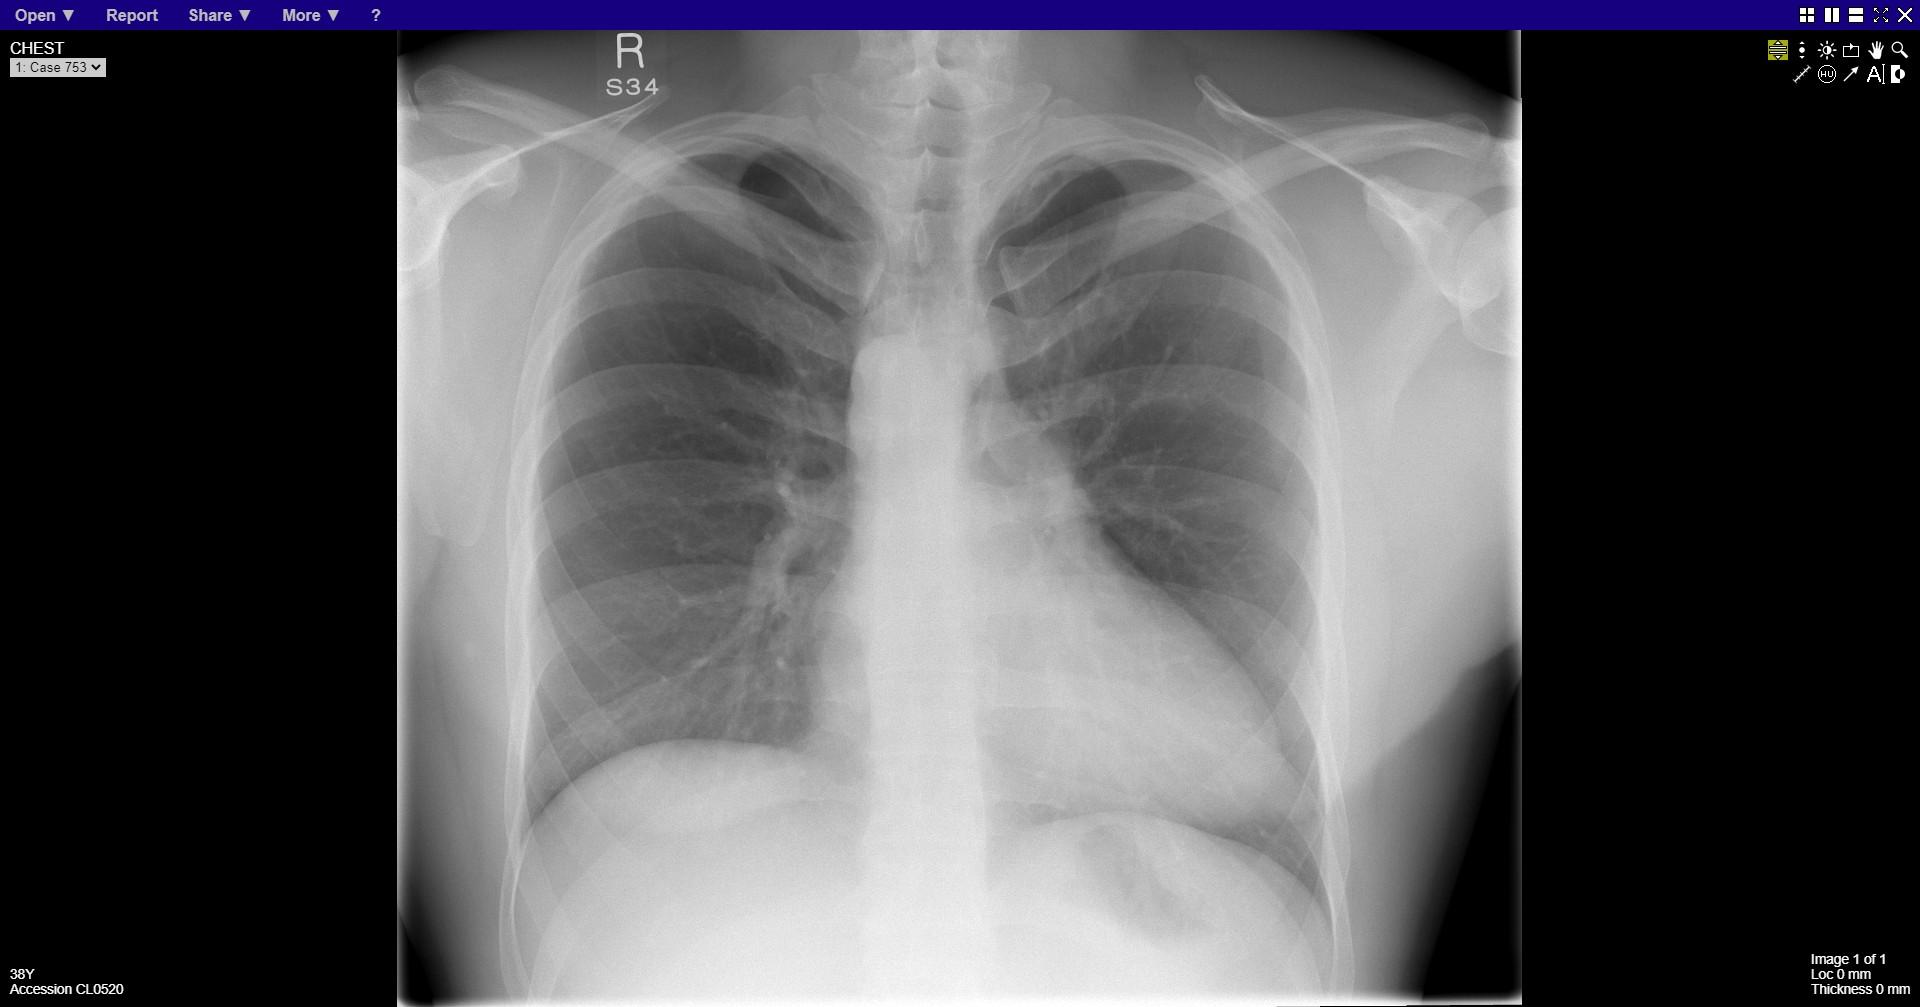 Open ▼ Report Share ▼ More ▼ ?
CHEST
1: Case 753
R
S34
HU
A
38Y
Accession CL0520
Image 1 of 1
Loc 0 mm
Thickness 0 mm